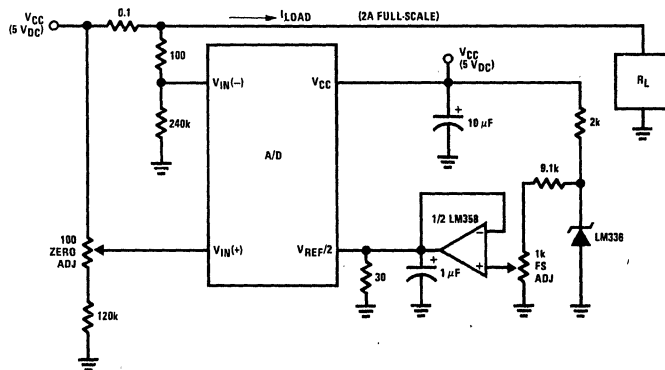 VCC
(5 VDC)
0.1
ILOAD
(2A FULL-SCALE)
100
VIN(–)
VCC
VCC
(5 VDC)
RL
240k
+
10 µF
2k
A/D
9.1k
1/2 LM358
–
LM336
100
ZERO
ADJ
VIN(+)
VREF/2
+
1 µF
+
1k
FS
ADJ
30
120k